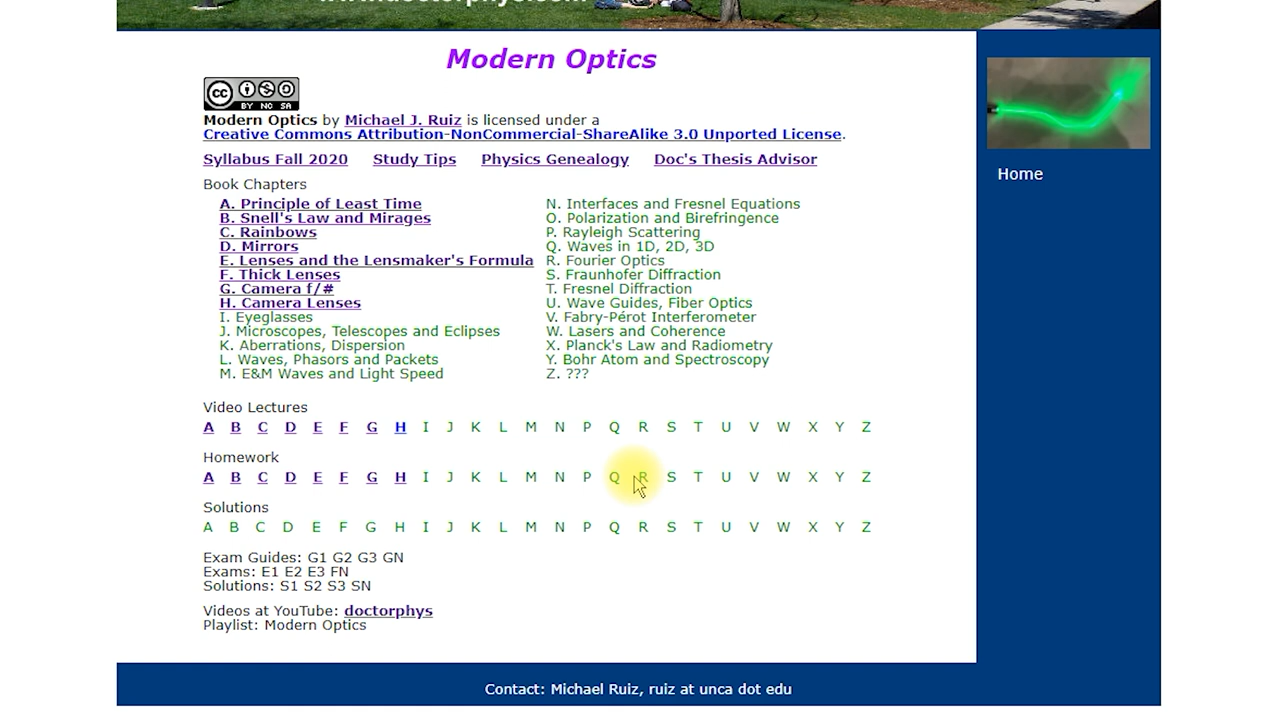 www.doctorphys.com
Modern Optics
cc BY NC SA
Modern Optics by Michael J. Ruiz is licensed under a
Creative Commons Attribution-NonCommercial-ShareAlike 3.0 Unported License.
Syllabus Fall 2020 Study Tips Physics Genealogy Doc's Thesis Advisor
Home
Book Chapters
A. Principle of Least Time
B. Snell's Law and Mirages
C. Rainbows
D. Mirrors
E. Lenses and the Lensmaker's Formula
F. Thick Lenses
G. Camera f/#
H. Camera Lenses
I. Eyeglasses
J. Microscopes, Telescopes and Eclipses
K. Aberrations, Dispersion
L. Waves, Phasors and Packets
M. E&M Waves and Light Speed
N. Interfaces and Fresnel Equations
O. Polarization and Birefringence
P. Rayleigh Scattering
Q. Waves in 1D, 2D, 3D
R. Fourier Optics
S. Fraunhofer Diffraction
T. Fresnel Diffraction
U. Wave Guides, Fiber Optics
V. Fabry-Pérot Interferometer
W. Lasers and Coherence
X. Planck's Law and Radiometry
Y. Bohr Atom and Spectroscopy
Z. ???
Video Lectures
A B C D E F G H I J K L M N P Q R S T U V W X Y Z
Homework
A B C D E F G H I J K L M N P Q R S T U V W X Y Z
Solutions
A B C D E F G H I J K L M N P Q R S T U V W X Y Z
Exam Guides: G1 G2 G3 GN
Exams: E1 E2 E3 FN
Solutions: S1 S2 S3 SN
Videos at YouTube: doctorphys
Playlist: Modern Optics
Contact: Michael Ruiz, ruiz at unca dot edu